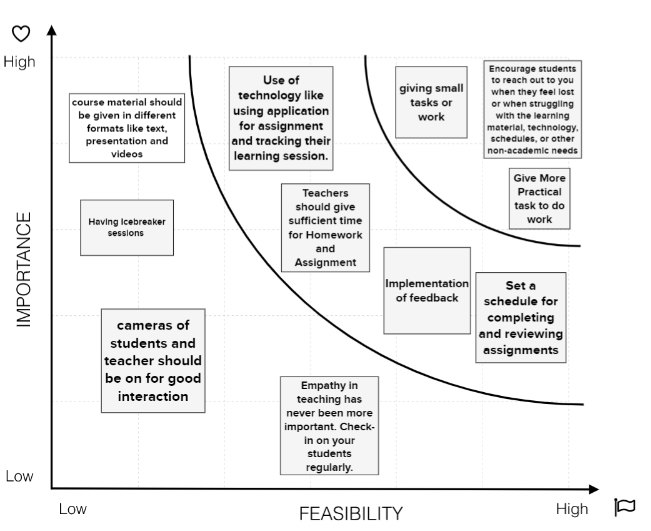 High
course material should
be given in different
formats like text,
presentation and
videos
Use of
technology like
using application
for assignment
and tracking their
learning session.
giving small
tasks or
work
Encourage students
to reach out to you
when they feel lost
or when struggling
with the learning
material, technology,
schedules, or other
non-academic needs
Give More
Practical
task to do
work
Having Icebreaker
sessions
Teachers
should give
sufficient time
for Homework
and
Assignment
Implementation
of feedback
Set a
schedule for
completing
and reviewing
assignments
cameras of
students and
teacher should
be on for good
interaction
Empathy in
teaching has
never been more
important. Check-
in on your
students
regularly.
IMPORTANCE
Low
Low
FEASIBILITY
High